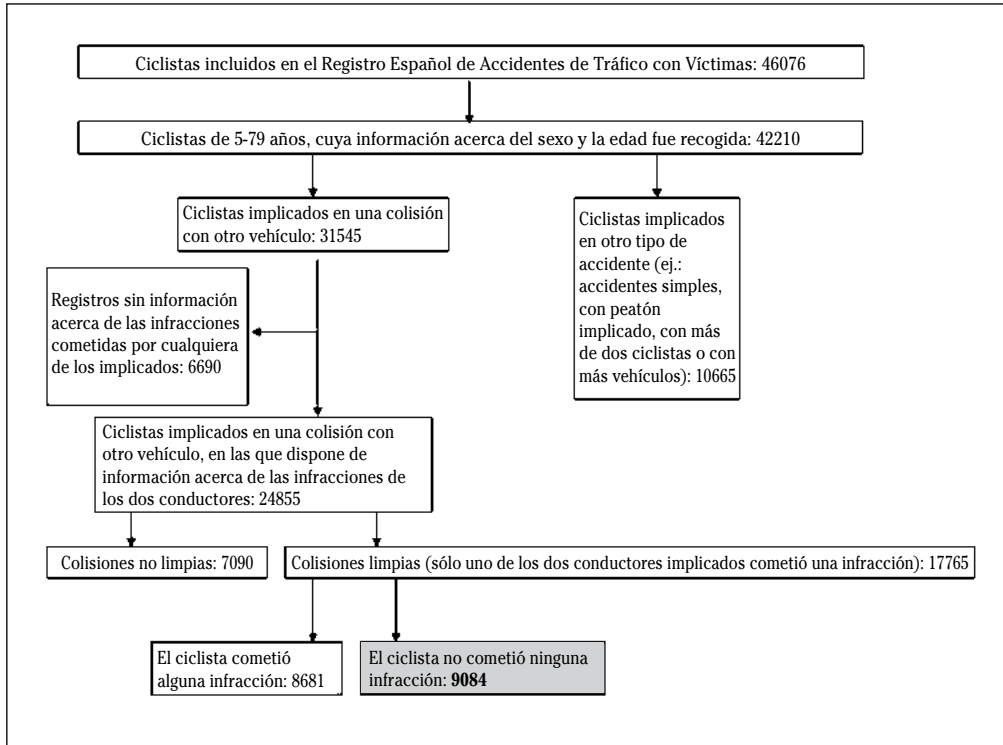 Ciclistas incluidos en el Registro Español de Accidentes de Tráfico con Víctimas: 46076
Ciclistas de 5-79 años, cuya información acerca del sexo y la edad fue recogida: 42210
Ciclistas implicados en una colisión
con otro vehículo: 31545
Ciclistas implicados
en otro tipo de
accidente (ej.:
accidentes simples,
con peatón
implicado, con más
de dos ciclistas o con
más vehículos): 10665
Registros sin información
acerca de las infracciones
cometidas por cualquiera
de los implicados: 6690
Ciclistas implicados en una colisión con
otro vehículo, en las que dispone de
información acerca de las infracciones de
los dos conductores: 24855
Colisiones no limpias: 7090
Colisiones limpias (sólo uno de los dos conductores implicados cometió una infracción): 17765
El ciclista cometió
alguna infracción: 8681
El ciclista no cometió ninguna
infracción: 9084